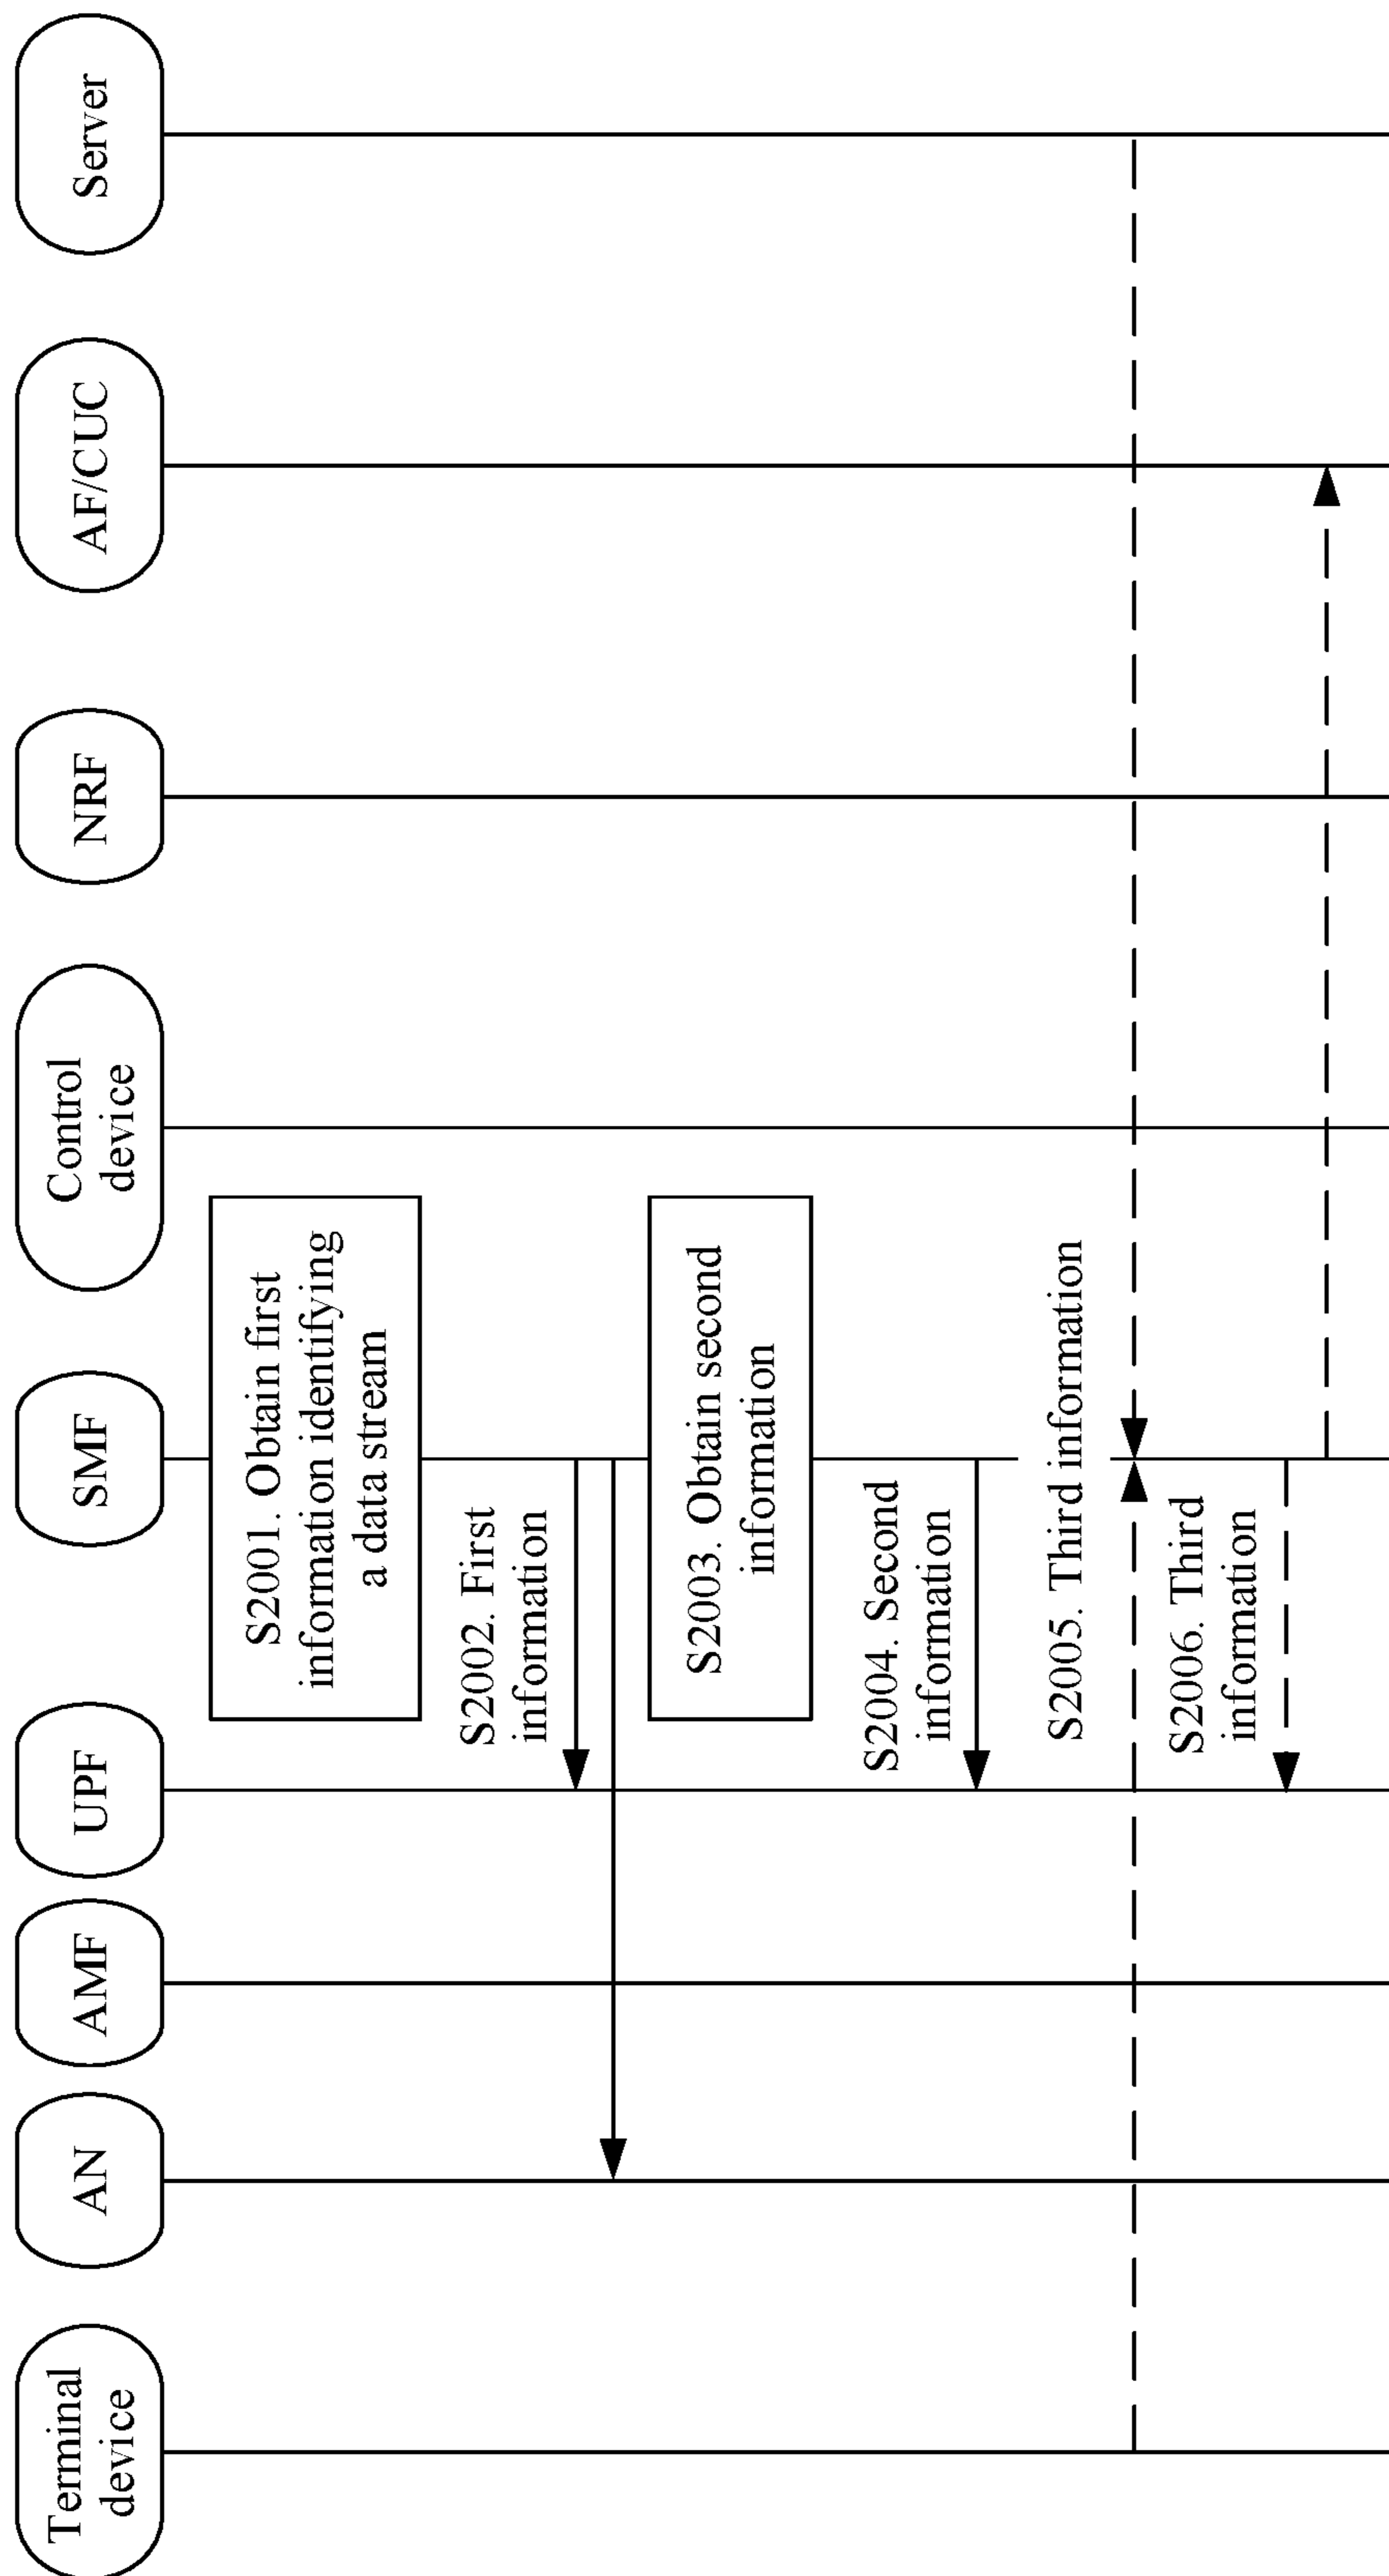 Terminal
device
AN
AMF
UPF
SMF
Control
device
NRF
AF/CUC
Server
S2001. Obtain first
information identifying
a data stream
S2002. First
information
S2003. Obtain second
information
S2004. Second
information
S2005. Third information
S2006. Third
information